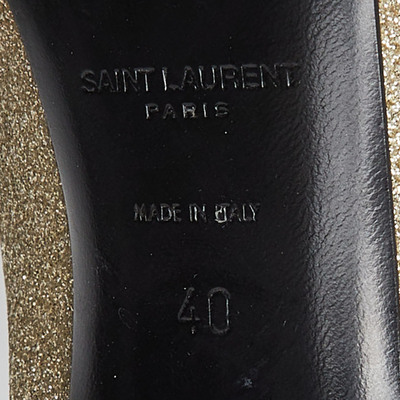 SAINT LAURENT
PARIS
MADE IN ITALY
40